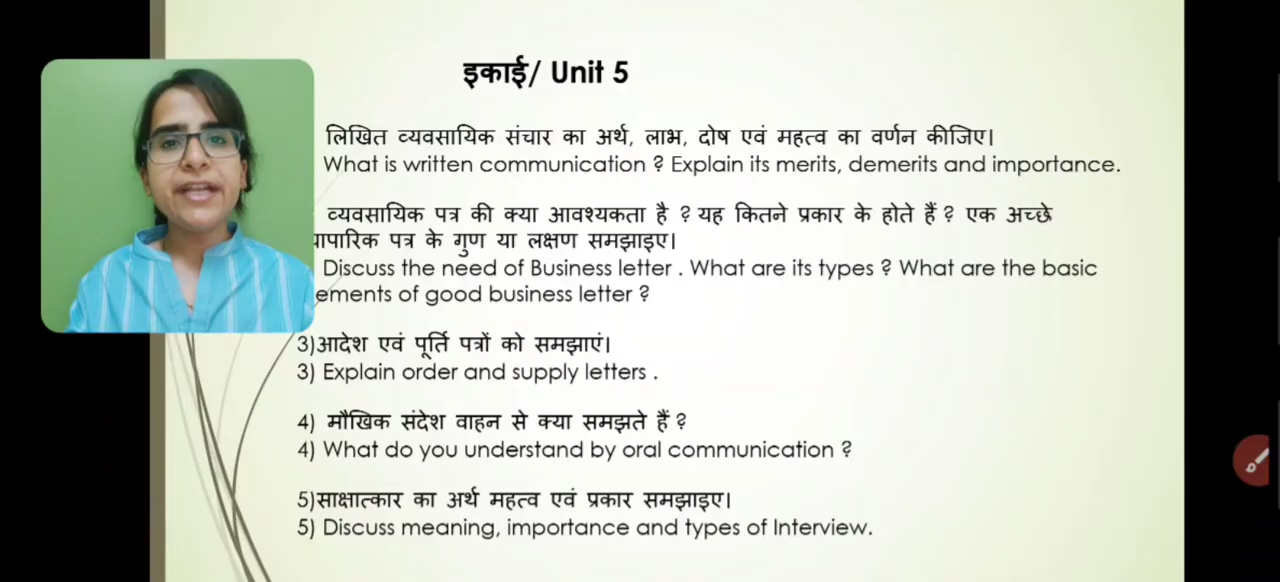 इकाई/ Unit 5
लिखित व्यवसायिक संचार का अर्थ, लाभ, दोष एवं महत्व का वर्णन कीजिए।
What is written communication ? Explain its merits, demerits and importance.
व्यवसायिक पत्र की क्या आवश्यकता है ? यह कितने प्रकार के होते हैं ? एक अच्छे
पत्र के गुण या लक्षण समझाइए।
Discuss the need of Business letter . What are its types ? What are the basic
of good business letter ?
3)आदेश एवं पूर्ति पत्रों को समझाएं।
3) Explain order and supply letters .
4) मौखिक संदेश वाहन से क्या समझते हैं ?
4) What do you understand by oral communication ?
5)साक्षात्कार का अर्थ महत्व एवं प्रकार समझाइए।
5) Discuss meaning, importance and types of Interview.